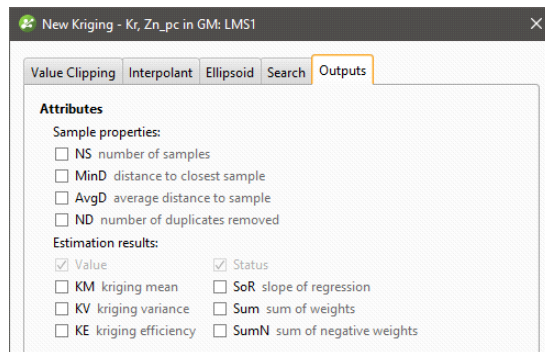 New Kriging - Kr, Zn_pc in GM: LMS1
Value Clipping Interpolant Ellipsoid Search Outputs
Attributes
Sample properties:
NS number of samples
MinD distance to closest sample
AvgD average distance to sample
ND number of duplicates removed
Estimation results:
Value Status
KM kriging mean SoR slope of regression
KV kriging variance Sum sum of weights
KE kriging efficiency SumN sum of negative weights